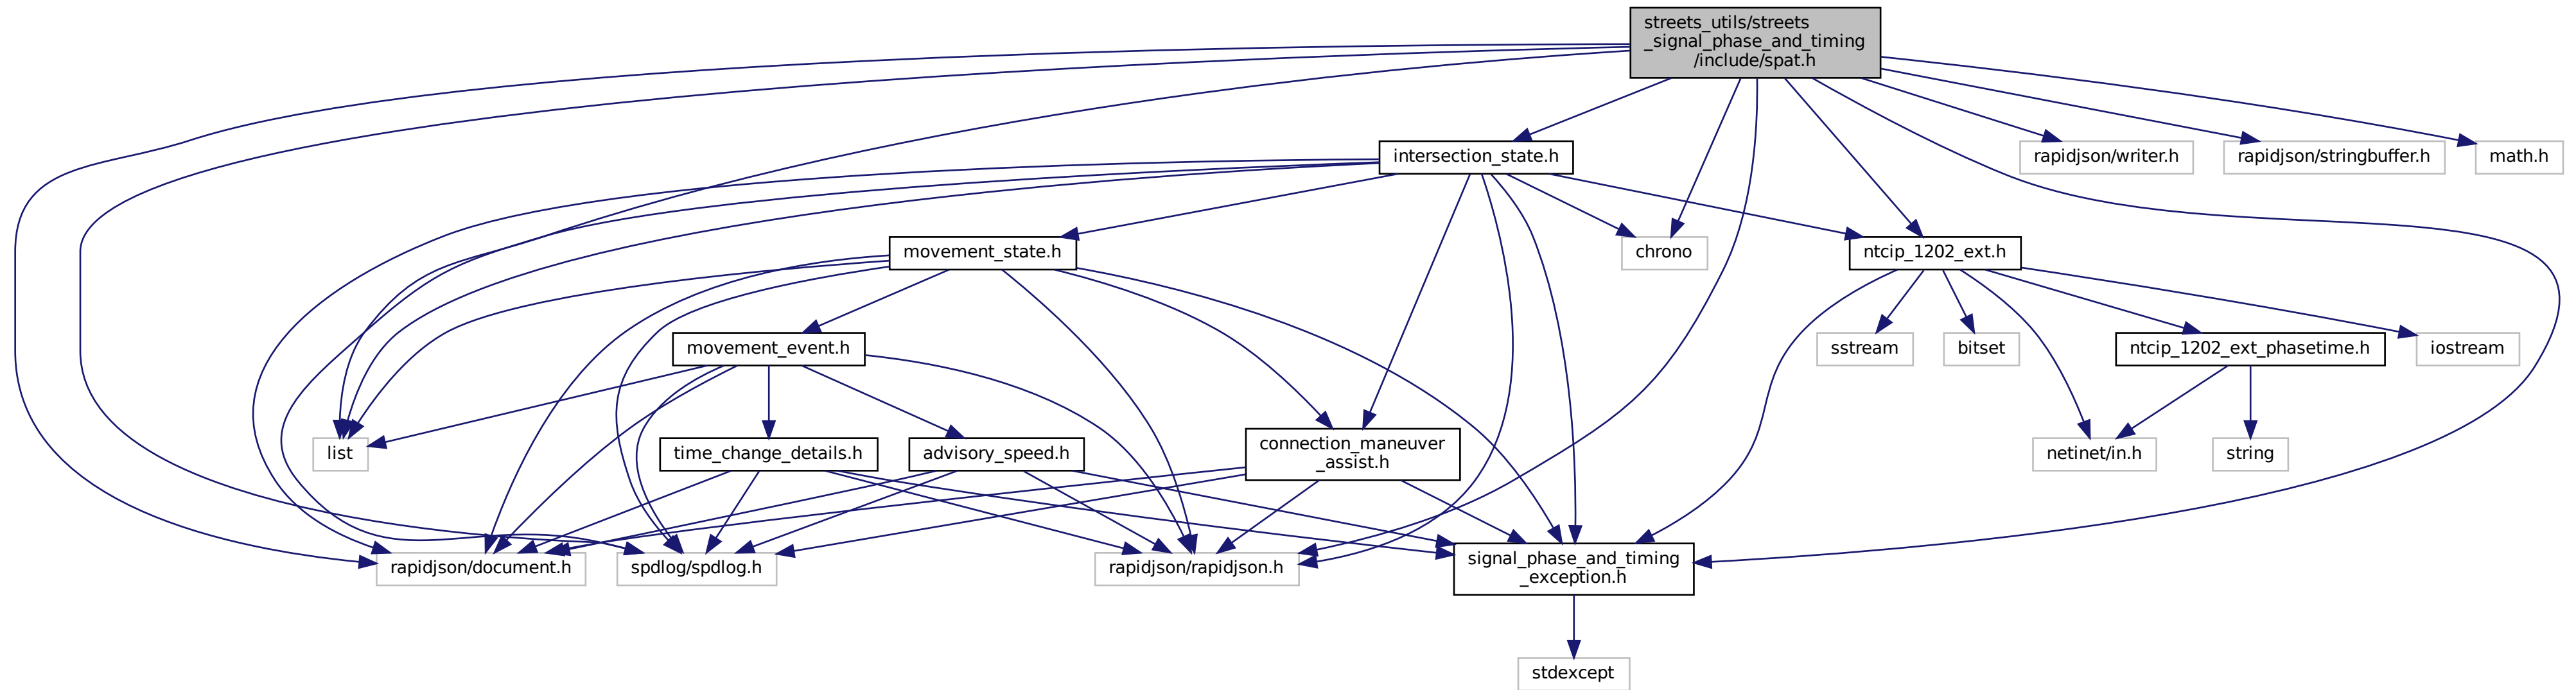 streets_utils/streets
_signal_phase_and_timing
/include/spat.h
intersection_state.h
rapidjson/writer.h
rapidjson/stringbuffer.h
math.h
movement_state.h
chrono
ntcip_1202_ext.h
movement_event.h
sstream
bitset
ntcip_1202_ext_phasetime.h
iostream
list
time_change_details.h
advisory_speed.h
connection_maneuver
_assist.h
netinet/in.h
string
rapidjson/document.h
spdlog/spdlog.h
rapidjson/rapidjson.h
signal_phase_and_timing
_exception.h
stdexcept